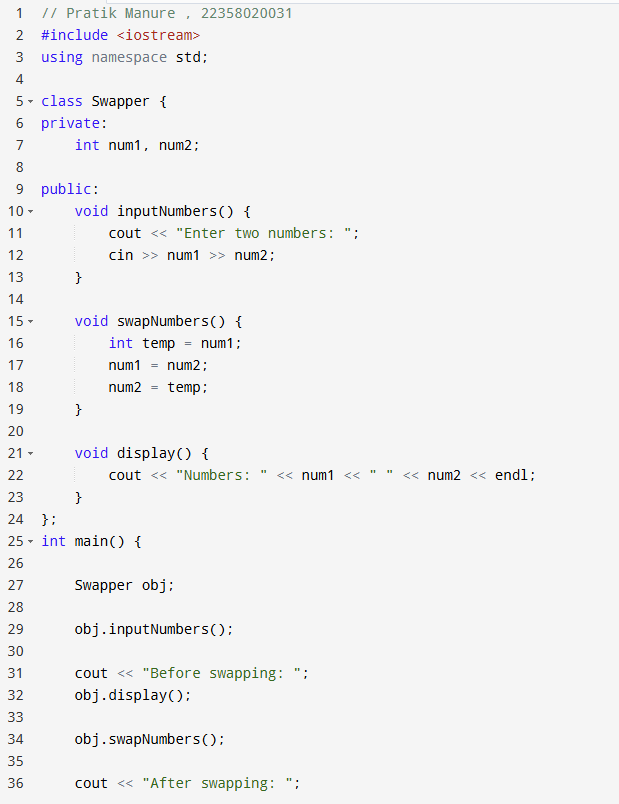 1 // Pratik Manure , 22358020031
2 #include <iostream>
3 using namespace std;
4
5 class Swapper {
6 private:
7     int num1, num2;
8
9 public:
10     void inputNumbers() {
11         cout << "Enter two numbers: ";
12         cin >> num1 >> num2;
13     }
14
15     void swapNumbers() {
16         int temp = num1;
17         num1 = num2;
18         num2 = temp;
19     }
20
21     void display() {
22         cout << "Numbers: " << num1 << " " << num2 << endl;
23     }
24 };
25 int main() {
26
27     Swapper obj;
28
29     obj.inputNumbers();
30
31     cout << "Before swapping: ";
32     obj.display();
33
34     obj.swapNumbers();
35
36     cout << "After swapping: ";